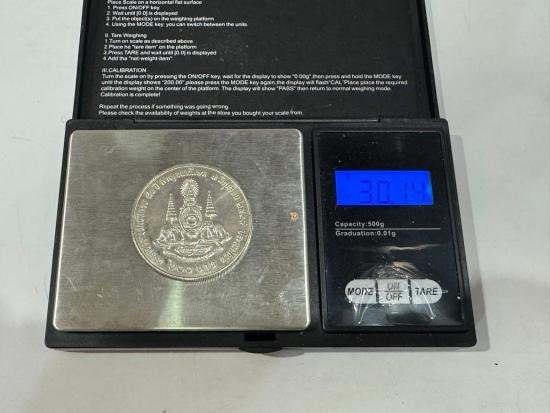 Place Scale on a horizontal flat surface
1. Press ON/OFF key.
2. Wait until [0.0] is displayed
3. Put the object(s) on the weighing platform
4. Using the MODE key. you can switch between the units
II. Tare Weighing
1.Turn on scale as described above
2.Place he "tare item" on the platform
3.Press TARE and wait until [0.0] is displayed
4.Add the "net-weight-item"
III.CALIBRATION
Turn the scale on by pressing the ON/OFF key, wait for the display to show "0.00g",then press and hold the MODE key
until the display shows "200.00",please press the MODE key again,the display will flash"CAL"Place place the required
calibration weight on the center of the platform. The display will show "PASS" then return to normal weighing mode.
Calibration is complete!
Repeat the process if something was going wrong.
Please check the availability of weights at the store you bought your scale from.
30.14
Capacity:500g
Graduation:0.01g
MODE
ON
OFF
TARE
บาท